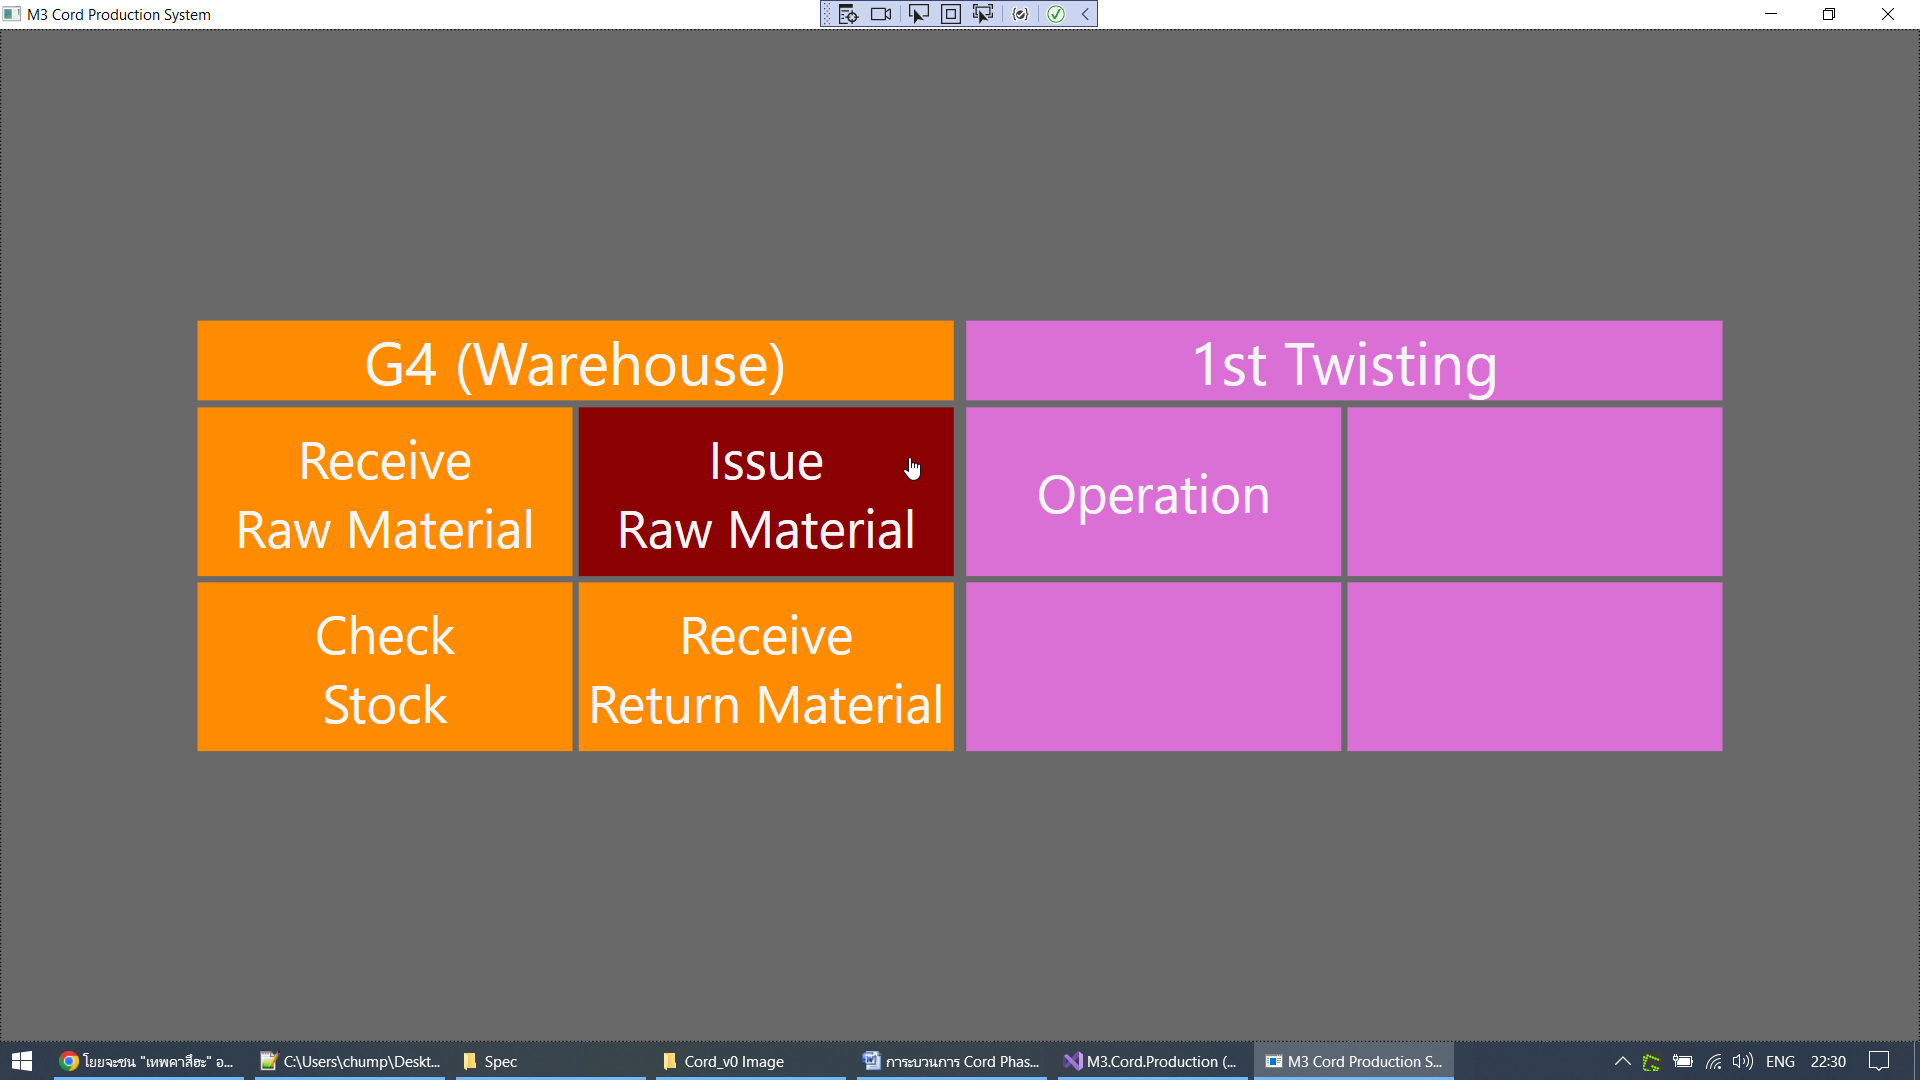 M3 Cord Production System
G4 (Warehouse)
1st Twisting
Receive
Raw Material
Issue
Raw Material
Operation
Check
Stock
Receive
Return Material
โยยจะชน "เทพคาสึฮะ" อ...
C:\Users\chump\Deskt...
Spec
Cord_v0 Image
การะบวนการ Cord Phas...
M3.Cord.Production (...
M3 Cord Production S...
ENG
22:30